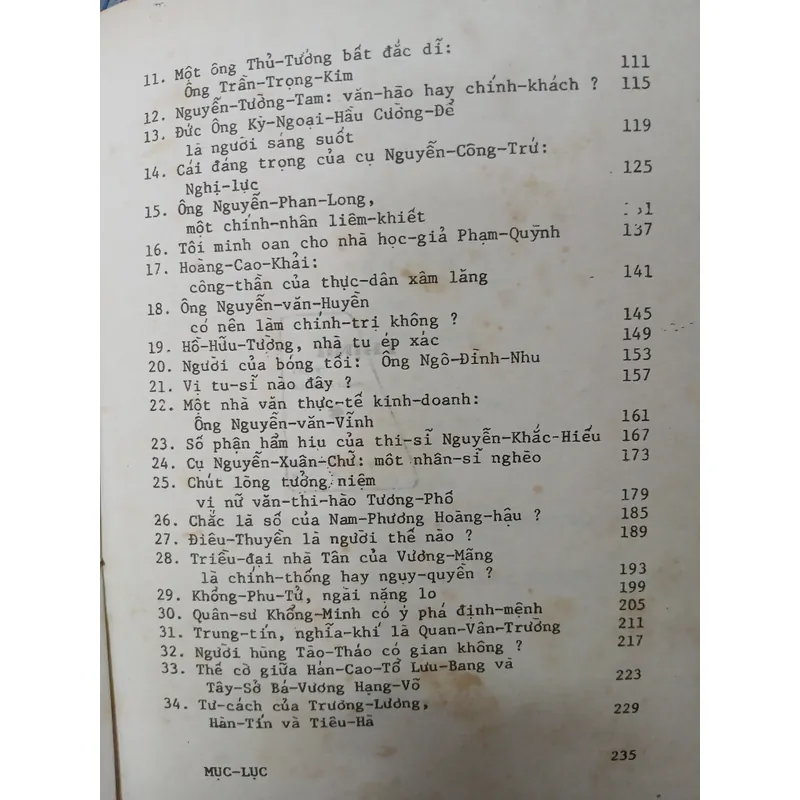 11. Một ông Thủ-Tướng bất đắc dĩ:
Ông Trần-Trọng-Kim 111
12. Nguyễn-Tường-Tam: văn-hào hay chính-khách ? 115
13. Đức Ông Kỳ-Ngoại-Hầu Cường-Để
là người sáng suốt 119
14. Cái đáng trọng của cụ Nguyễn-Công-Trứ:
Nghị-lực 125
15. Ông Nguyễn-Phan-Long,
một chính-nhân liêm-khiết 131
16. Tôi minh oan cho nhà học-giả Phạm-Quỳnh 137
17. Hoàng-Cao-Khải:
công-thần của thực-dân xâm lăng 141
18. Ông Nguyễn-văn-Huyền
có nên làm chính-trị không ? 145
19. Hồ-Hữu-Tường, nhà tu ép xác 149
20. Người của bóng tối: Ông Ngô-Đình-Nhu 153
21. Vị tu-sĩ nào đây ? 157
22. Một nhà văn thực-tế kinh-doanh:
Ông Nguyễn-văn-Vĩnh 161
23. Số phận hẩm hiu của thi-sĩ Nguyễn-Khắc-Hiếu 167
24. Cụ Nguyễn-Xuân-Chữ: môt nhân-sĩ nghèo 173
25. Chút lòng tưởng niệm
vị nữ văn-thi-hào Tương-Phố 179
26. Chắc là số của Nam-Phương Hoàng-hậu ? 185
27. Điêu-Thuyền là người thế nào ? 189
28. Triều-đại nhà Tân của Vương-Mãng
là chính-thống hay ngụy-quyền ? 193
29. Khổng-Phu-Tử, ngài nặng lo 199
30. Quân-sư Khổng-Minh có ý phá định-mệnh 205
31. Trung-tín, nghĩa-khí là Quan-Vân-Trường 211
32. Người hùng Tào-Tháo có gian không ? 217
33. Thế cờ giữa Hán-Cao-Tổ Lưu-Bang và
Tây-Sở Bá-Vương Hạng-Võ 223
34. Tư-cách của Trương-Lương,
Hàn-Tín và Tiêu-Hà 229
MỤC-LỤC 235